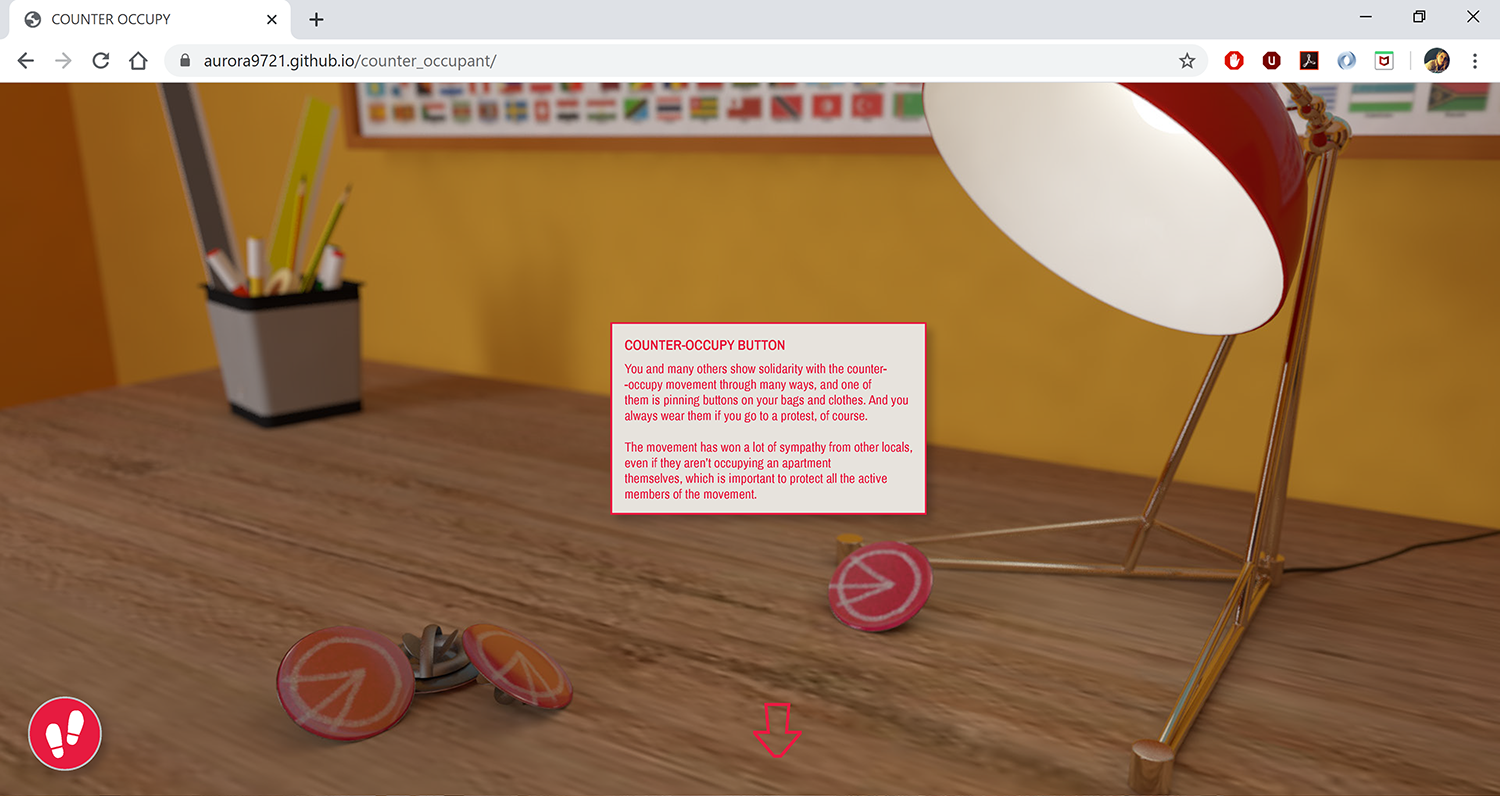 COUNTER OCCUPY
aurora9721.github.io/counter_occupant/
COUNTER-OCCUPY BUTTON
You and many others show solidarity with the counter-
-occupy movement through many ways, and one of
them is pinning buttons on your bags and clothes. And you
always wear them if you go to a protest, of course.
The movement has won a lot of sympathy from other locals,
even if they aren't occupying an apartment
themselves, which is important to protect all the active
members of the movement.